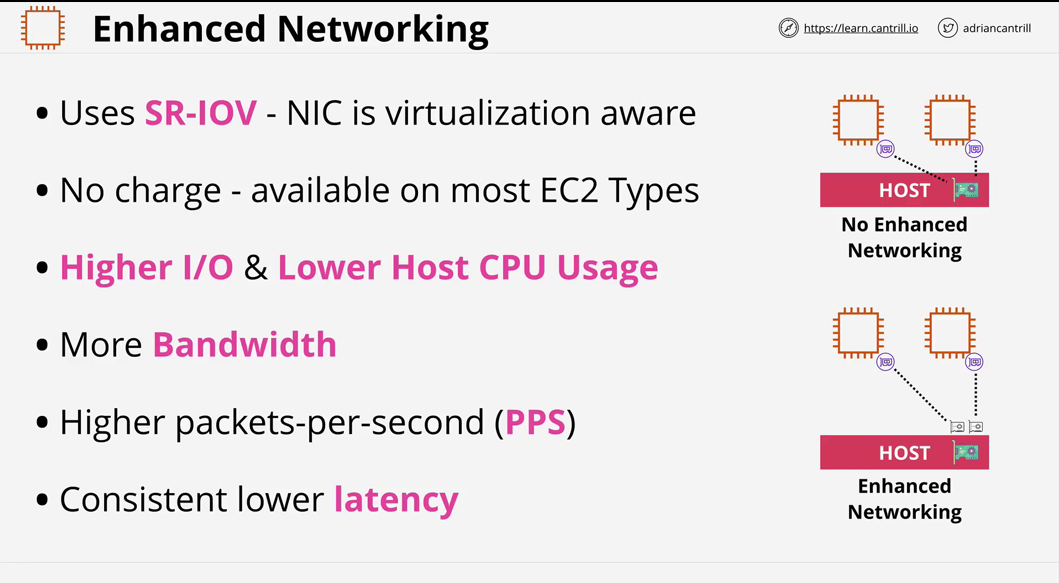 Enhanced Networking
https://learn.cantrill.io
adriancantrill
• Uses SR-IOV - NIC is virtualization aware
• No charge - available on most EC2 Types
• Higher I/O & Lower Host CPU Usage
• More Bandwidth
• Higher packets-per-second (PPS)
• Consistent lower latency
HOST
No Enhanced
Networking
HOST
Enhanced
Networking